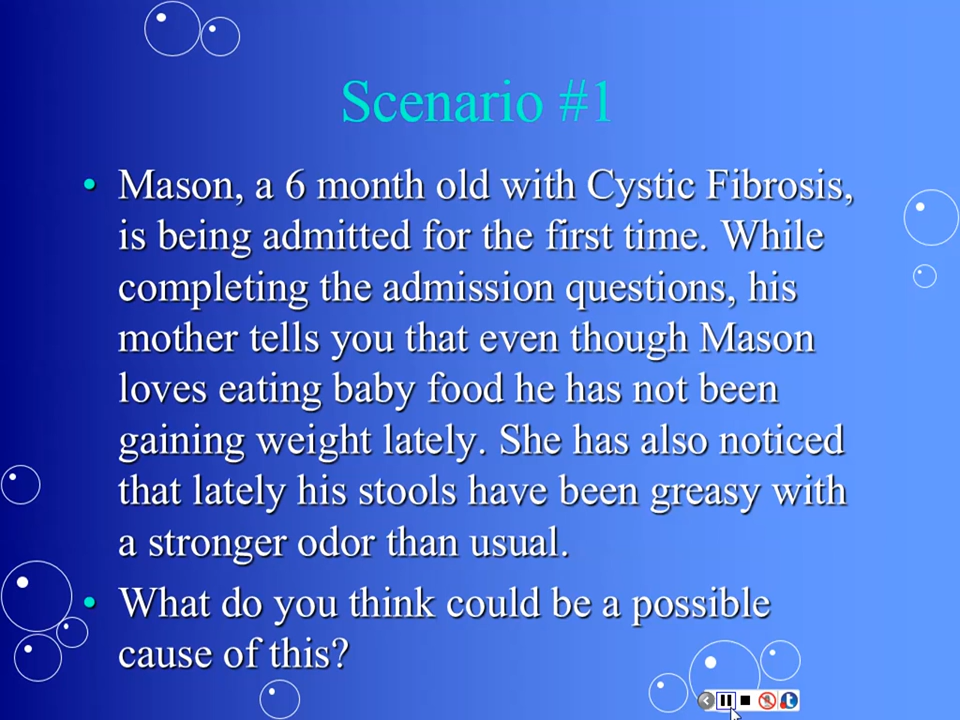 Scenario #1
• Mason, a 6 month old with Cystic Fibrosis,
is being admitted for the first time. While
completing the admission questions, his
mother tells you that even though Mason
loves eating baby food he has not been
gaining weight lately. She has also noticed
that lately his stools have been greasy with
a stronger odor than usual.
• What do you think could be a possible
cause of this?